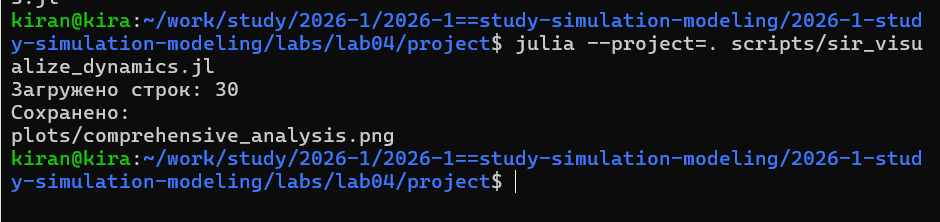 s.jl
kiran@kira:~/work/study/2026-1/2026-1==study-simulation-modeling/2026-1-stud
y-simulation-modeling/labs/lab04/project$ julia --project=. scripts/sir_visu
alize_dynamics.jl
Загружено строк: 30
Сохранено:
plots/comprehensive_analysis.png
kiran@kira:~/work/study/2026-1/2026-1==study-simulation-modeling/2026-1-stud
y-simulation-modeling/labs/lab04/project$